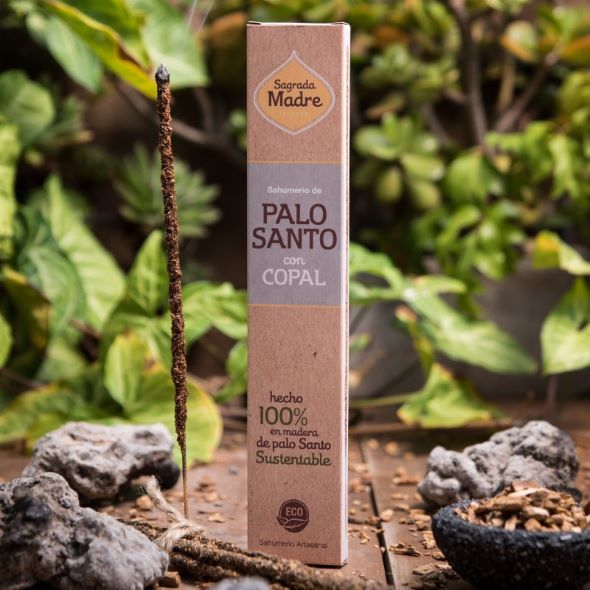 Sagrada
Madre
Sahumerio de
PALO
SANTO
con
COPAL
hecho
100%
en madera
de palo Santo
Sustentable
ECO
Sahumerio Artesanal